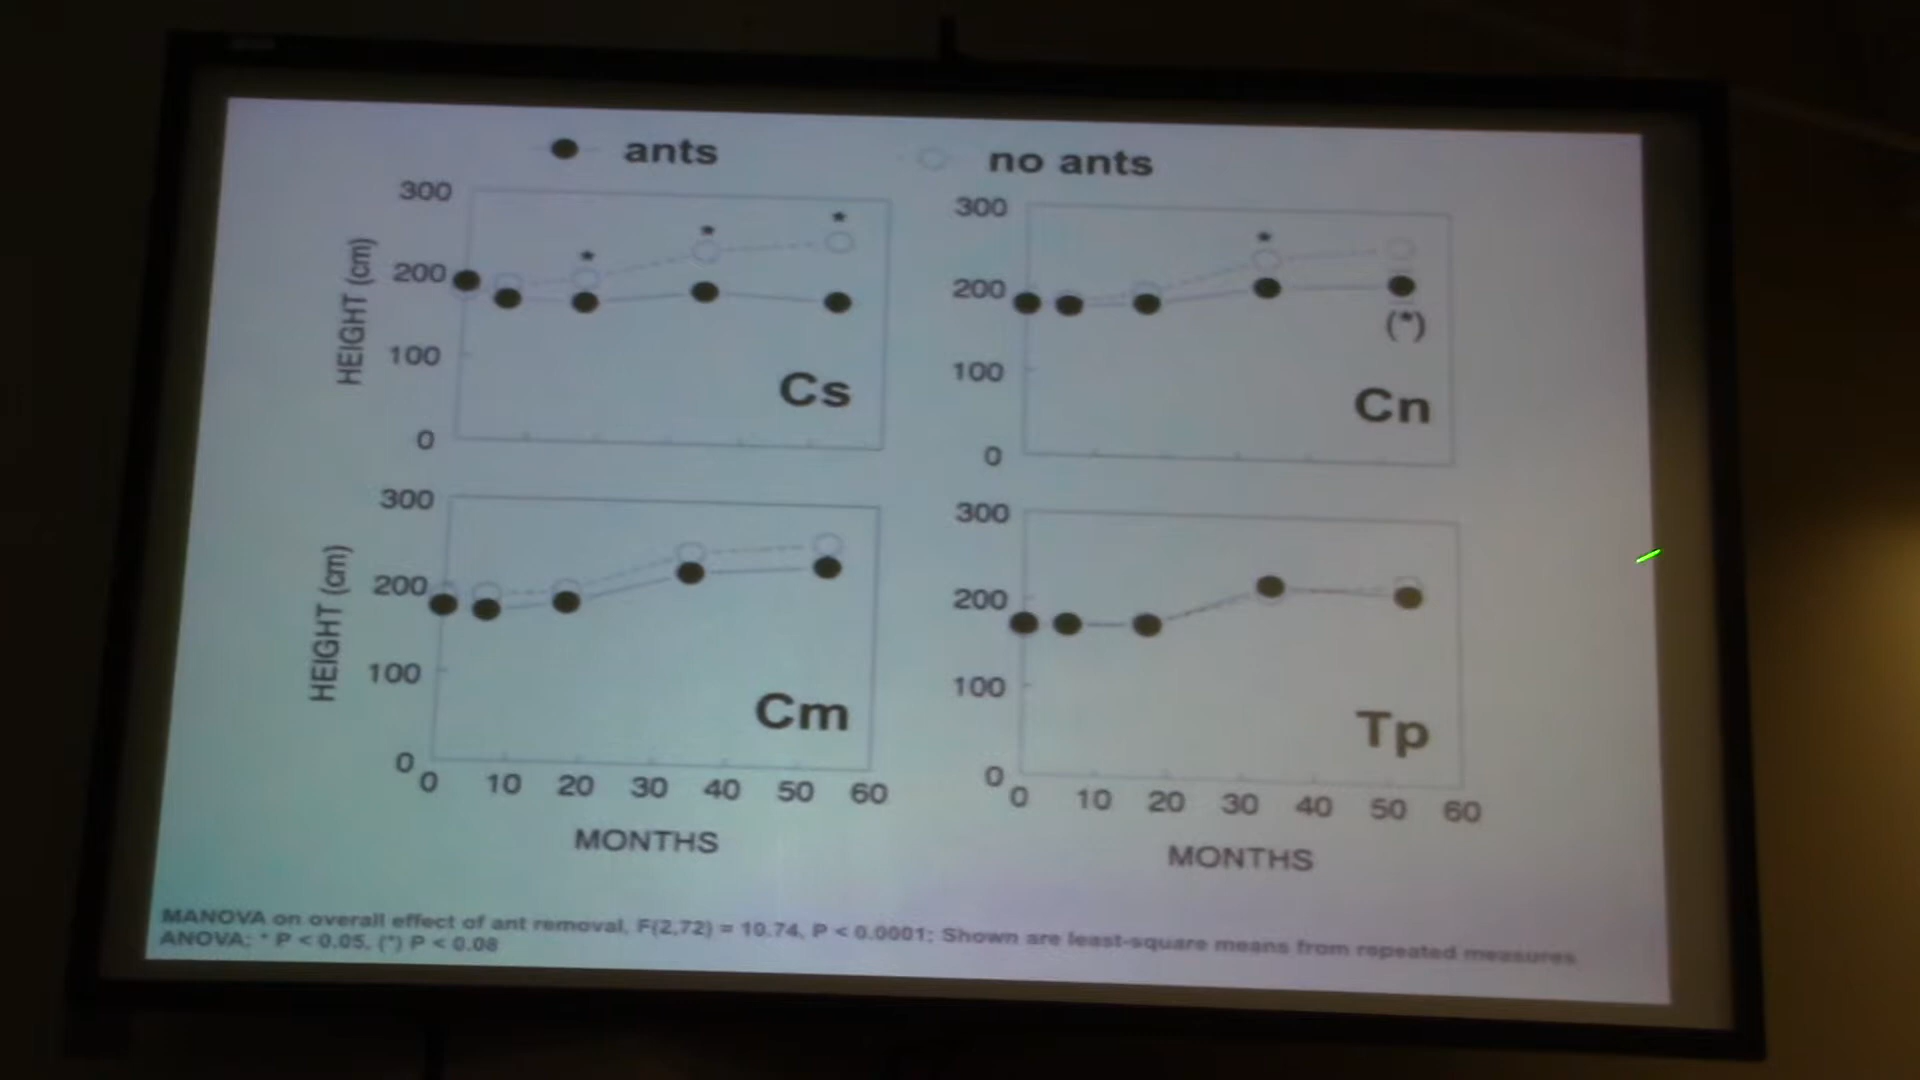 ants no ants
300 300
HEIGHT (cm)
* * * *
200 200
(*)
100 100
Cs Cn
0 0
300 300
HEIGHT (cm)
200 200
100 100
Cm Tp
0 0
0 10 20 30 40 50 60 0 10 20 30 40 50 60
MONTHS MONTHS
MANOVA on overall effect of ant removal, F(2,72) = 10.74, P < 0.0001; Shown are least-square means from repeated measures
ANOVA; * P < 0.05, (*) P < 0.08